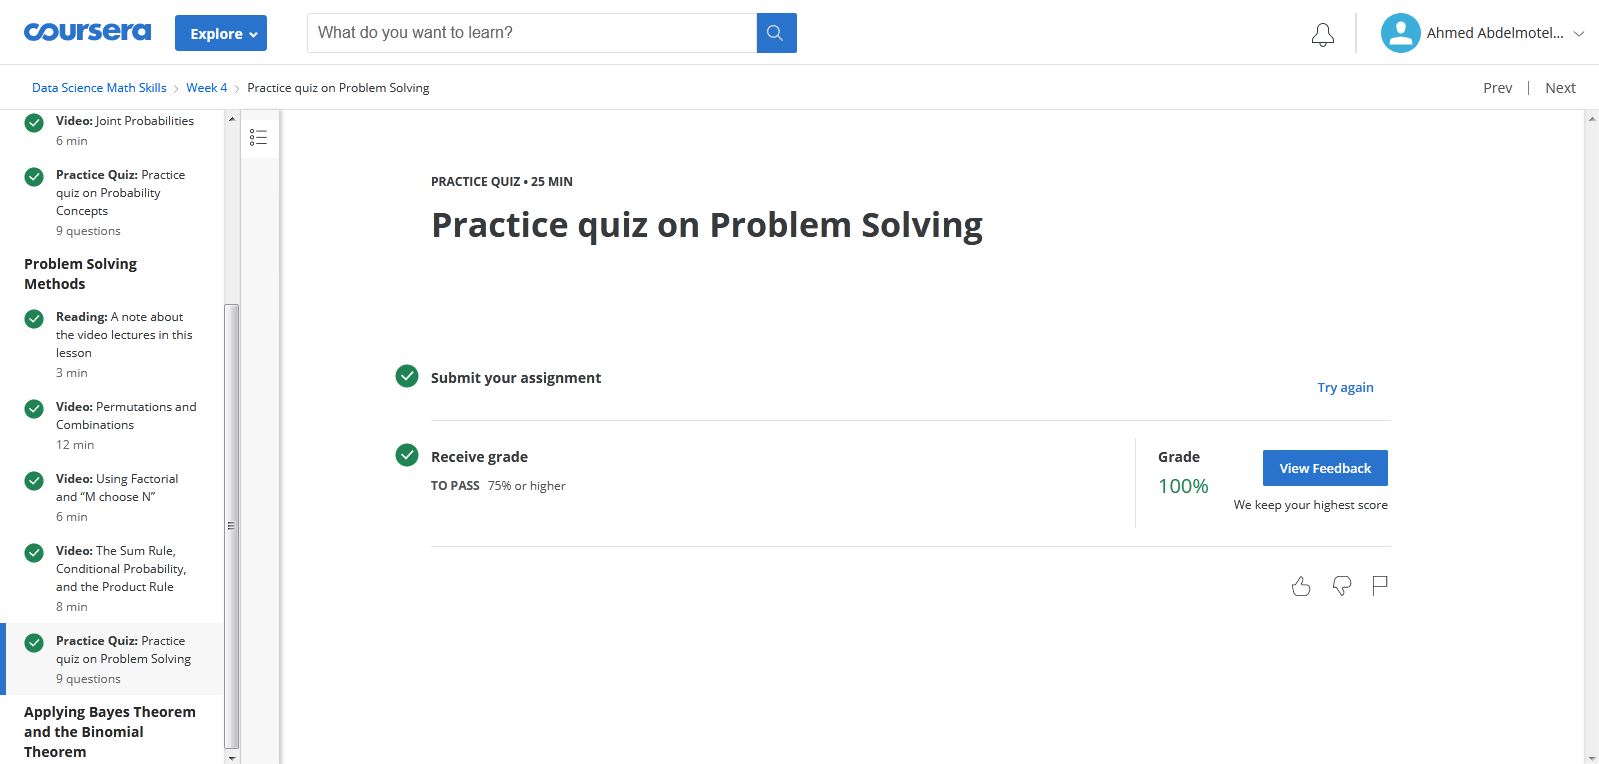 coursera
Explore
What do you want to learn?
Ahmed Abdelmotel...
Data Science Math Skills > Week 4 > Practice quiz on Problem Solving
Prev | Next
Video: Joint Probabilities
6 min
Practice Quiz: Practice
quiz on Probability
Concepts
9 questions
Problem Solving
Methods
Reading: A note about
the video lectures in this
lesson
3 min
Video: Permutations and
Combinations
12 min
Video: Using Factorial
and “M choose N”
6 min
Video: The Sum Rule,
Conditional Probability,
and the Product Rule
8 min
Practice Quiz: Practice
quiz on Problem Solving
9 questions
Applying Bayes Theorem
and the Binomial
Theorem
PRACTICE QUIZ • 25 MIN
Practice quiz on Problem Solving
Submit your assignment
Try again
Receive grade
TO PASS 75% or higher
Grade
100%
View Feedback
We keep your highest score